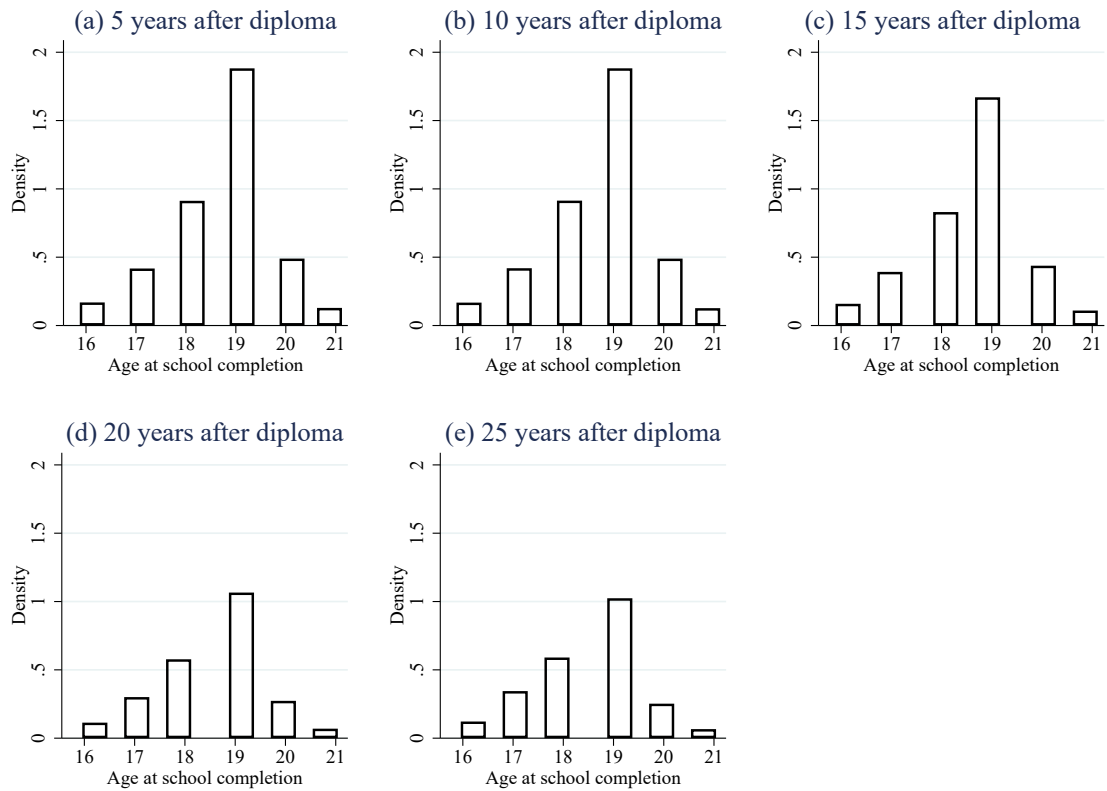 (a) 5 years after diploma
Density
2
1.5
1
.5
0
16 17 18 19 20 21
Age at school completion
(b) 10 years after diploma
Density
2
1.5
1
.5
0
16 17 18 19 20 21
Age at school completion
(c) 15 years after diploma
Density
2
1.5
1
.5
0
16 17 18 19 20 21
Age at school completion
(d) 20 years after diploma
Density
2
1.5
1
.5
0
16 17 18 19 20 21
Age at school completion
(e) 25 years after diploma
Density
2
1.5
1
.5
0
16 17 18 19 20 21
Age at school completion